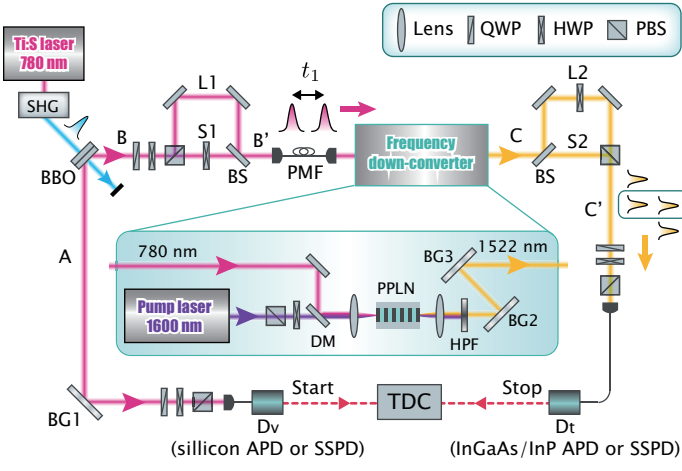 Ti:S laser
780 nm
SHG
BBO
B
L1
S1
BS
B'
t1
PMF
Frequency
down-converter
C
BS
L2
S2
C'
Lens
QWP
HWP
PBS
A
780 nm
Pump laser
1600 nm
DM
PPLN
HPF
BG3
BG2
1522 nm
BG1
Start
TDC
Stop
Dv
(sillicon APD or SSPD)
Dt
(InGaAs/InP APD or SSPD)